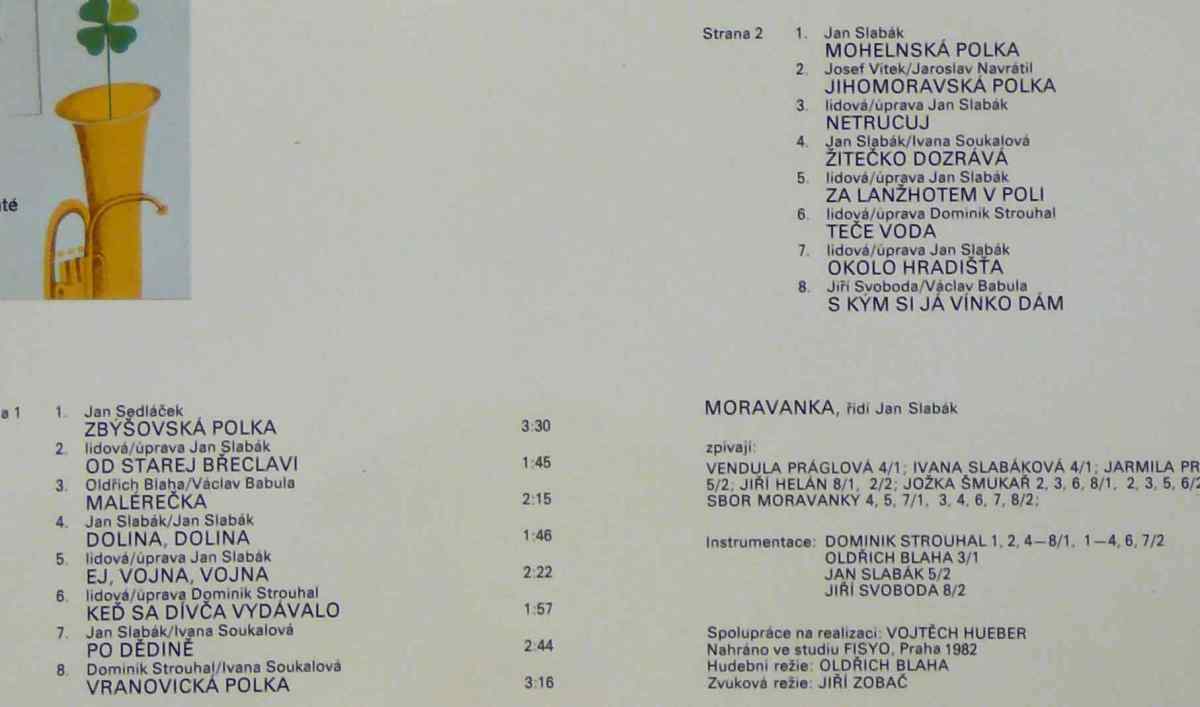 Strana 2 1. Jan Slabák
MOHELNSKÁ POLKA
2. Josef Vítek/Jaroslav Navrátil
JIHOMORAVSKÁ POLKA
3. lidová/úprava Jan Slabák
NETRUCUJ
4. Jan Slabák/Ivana Soukalová
ŽITEČKO DOZRÁVÁ
5. lidová/úprava Jan Slabák
ZA LANŽHOTEM V POLI
6. lidová/úprava Dominik Strouhal
TEČE VODA
7. lidová/úprava Jan Slabák
OKOLO HRADIŠŤA
8. Jiří Svoboda/Václav Babula
S KÝM SI JÁ VÍNKO DÁM
a 1 1. Jan Sedláček
ZBÝŠOVSKÁ POLKA 3:30
2. lidová/úprava Jan Slabák
OD STAREJ BŘECLAVI 1:45
3. Oldřich Blaha/Václav Babula
MALÉREČKA 2:15
4. Jan Slabák/Jan Slabák
DOLINA, DOLINA 1:46
5. lidová/úprava Jan Slabák
EJ, VOJNA, VOJNA 2:22
6. lidová/úprava Dominik Strouhal
KEĎ SA DÍVČA VYDÁVALO 1:57
7. Jan Slabák/Ivana Soukalová
PO DĚDINĚ 2:44
8. Dominik Strouhal/Ivana Soukalová
VRANOVICKÁ POLKA 3:16
MORAVANKA, řídí Jan Slabák
zpívají:
VENDULA PRÁGLOVÁ 4/1; IVANA SLABÁKOVÁ 4/1; JARMILA PR
5/2; JIŘÍ HELÁN 8/1, 2/2; JOŽKA ŠMUKAŘ 2, 3, 6, 8/1, 2, 3, 5, 6/2
SBOR MORAVANKY 4, 5, 7/1, 3, 4, 6, 7, 8/2;
Instrumentace: DOMINIK STROUHAL 1, 2, 4—8/1, 1—4, 6, 7/2
OLDŘICH BLAHA 3/1
JAN SLABÁK 5/2
JIŘÍ SVOBODA 8/2
Spolupráce na realizaci: VOJTĚCH HUEBER
Nahráno ve studiu FISYO, Praha 1982
Hudební režie: OLDŘICH BLAHA
Zvuková režie: JIŘÍ ZOBAČ